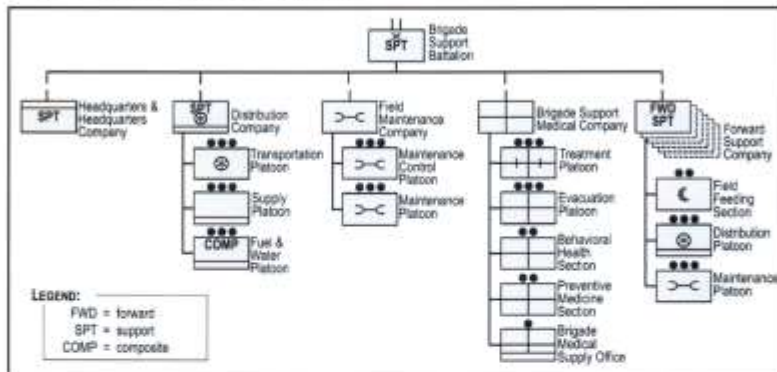 SPT
Brigade
Support
Battalion
SPT
Headquarters &
Headquarters
Company
SPT
Distribution
Company
Field
Maintenance
Company
Brigade Support
Medical Company
FWD
SPT
Forward
Support
Company
Transportation
Platoon
Supply
Platoon
COMP
Fuel &
Water
Platoon
Maintenance
Control
Platoon
Maintenance
Platoon
Treatment
Platoon
Evacuation
Platoon
Behavioral
Health
Section
Preventive
Medicine
Section
Brigade
Medical
Supply Office
Field
Feeding
Section
Distribution
Platoon
Maintenance
Platoon
LEGEND:
FWD = forward
SPT = support
COMP = composite